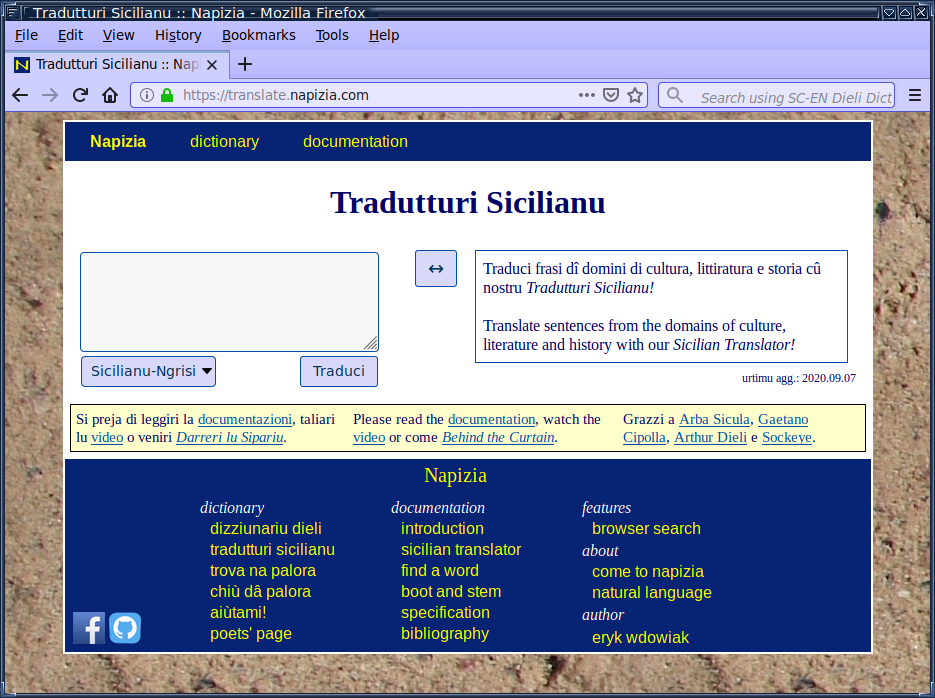 Tradutturi Sicilianu :: Napizia - Mozilla Firefox
File Edit View History Bookmarks Tools Help
Tradutturi Sicilianu :: Nap
https://translate.napizia.com
Search using SC-EN Dieli Dict
Napizia dictionary documentation
Tradutturi Sicilianu
↔
Traduci frasi dî domini di cultura, littiratura e storia cû
nostru Tradutturi Sicilianu!
Translate sentences from the domains of culture,
literature and history with our Sicilian Translator!
Sicilianu-Ngrisi
Traduci
urtimu agg.: 2020.09.07
Si preja di leggiri la documentazioni, taliari
lu video o veniri Darreri lu Sipariu.
Please read the documentation, watch the
video or come Behind the Curtain.
Grazzi a Arba Sicula, Gaetano
Cipolla, Arthur Dieli e Sockeye.
Napizia
dictionary
dizziunariu dieli
tradutturi sicilianu
trova na palora
chiù dâ palora
aiùtami!
poets' page
documentation
introduction
sicilian translator
find a word
boot and stem
specification
bibliography
features
browser search
about
come to napizia
natural language
author
eryk wdowiak